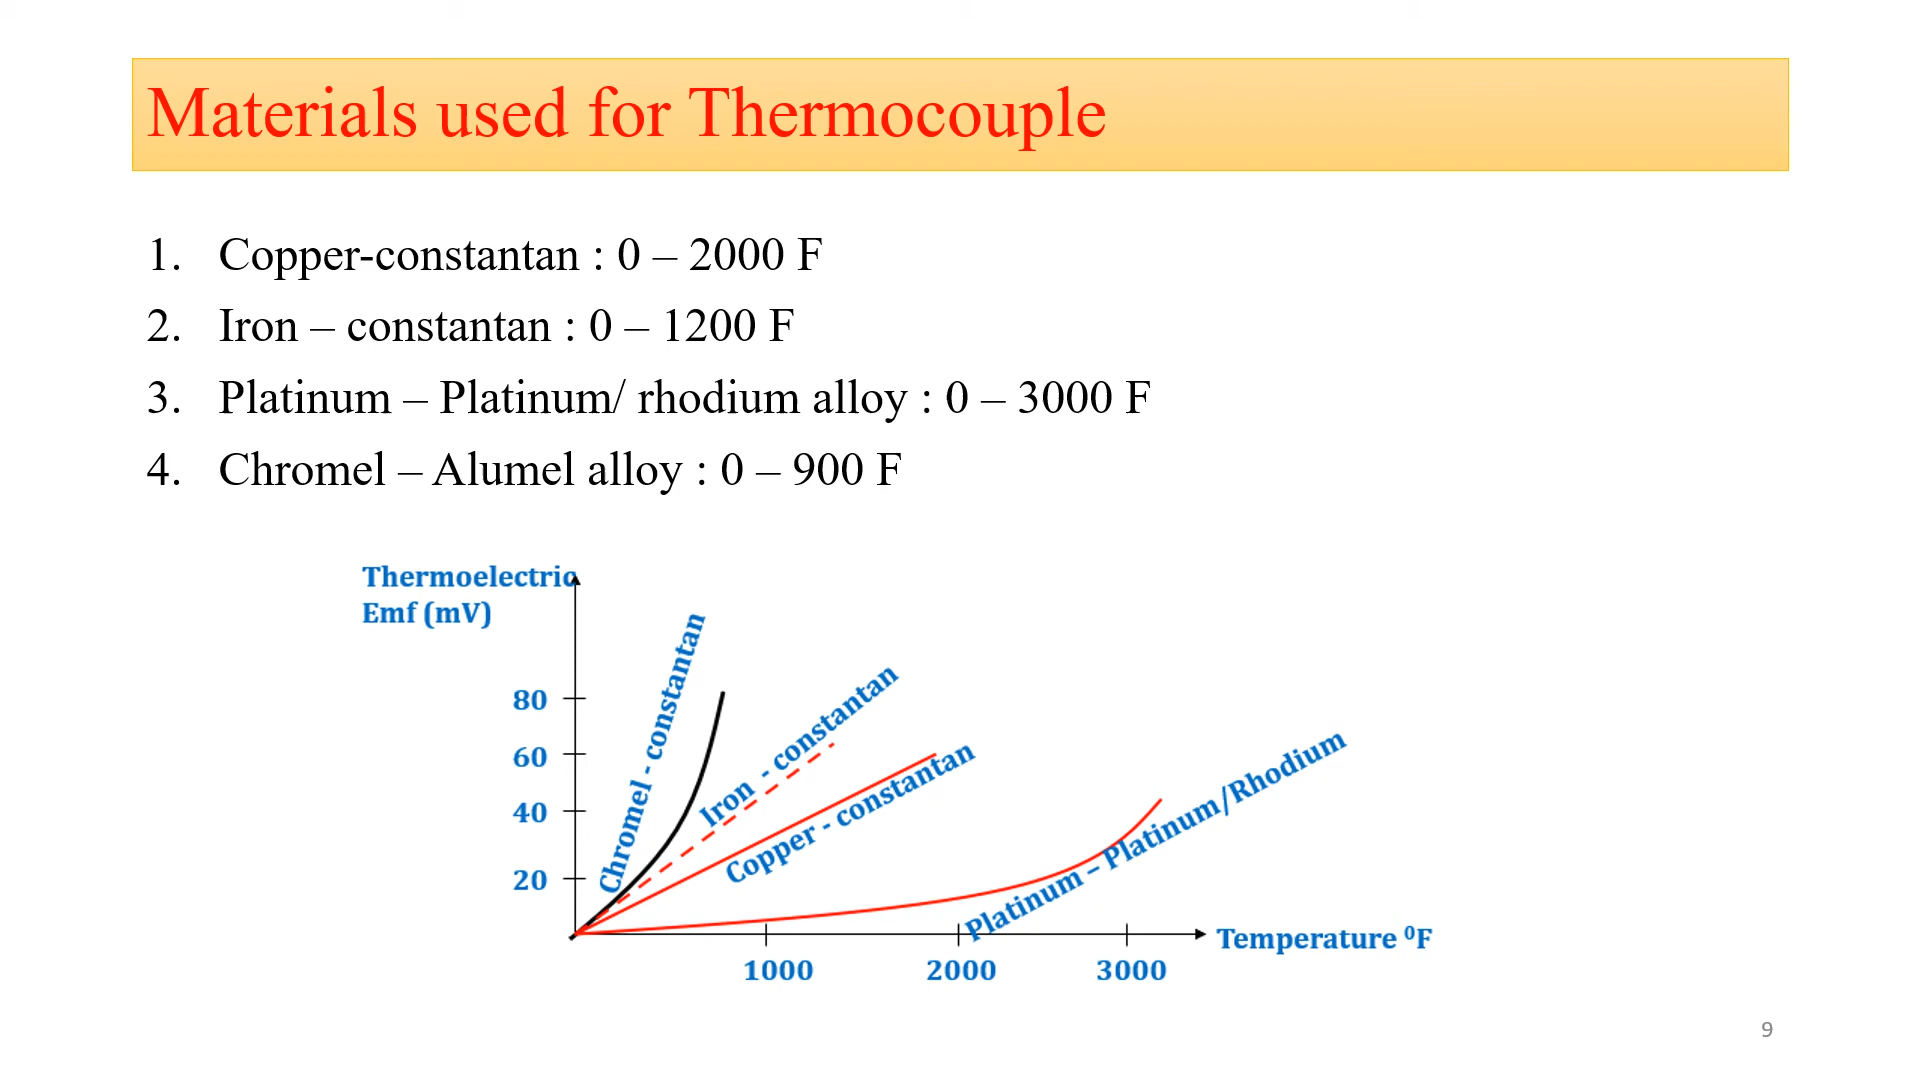 Materials used for Thermocouple
1. Copper-constantan : 0 – 2000 F
2. Iron – constantan : 0 – 1200 F
3. Platinum – Platinum/ rhodium alloy : 0 – 3000 F
4. Chromel – Alumel alloy : 0 – 900 F
Thermoelectric
Emf (mV)
80
60
40
20
Chromel - constantan
Iron - constantan
Copper - constantan
Platinum – Platinum/Rhodium
Temperature ⁰F
1000
2000
3000
9